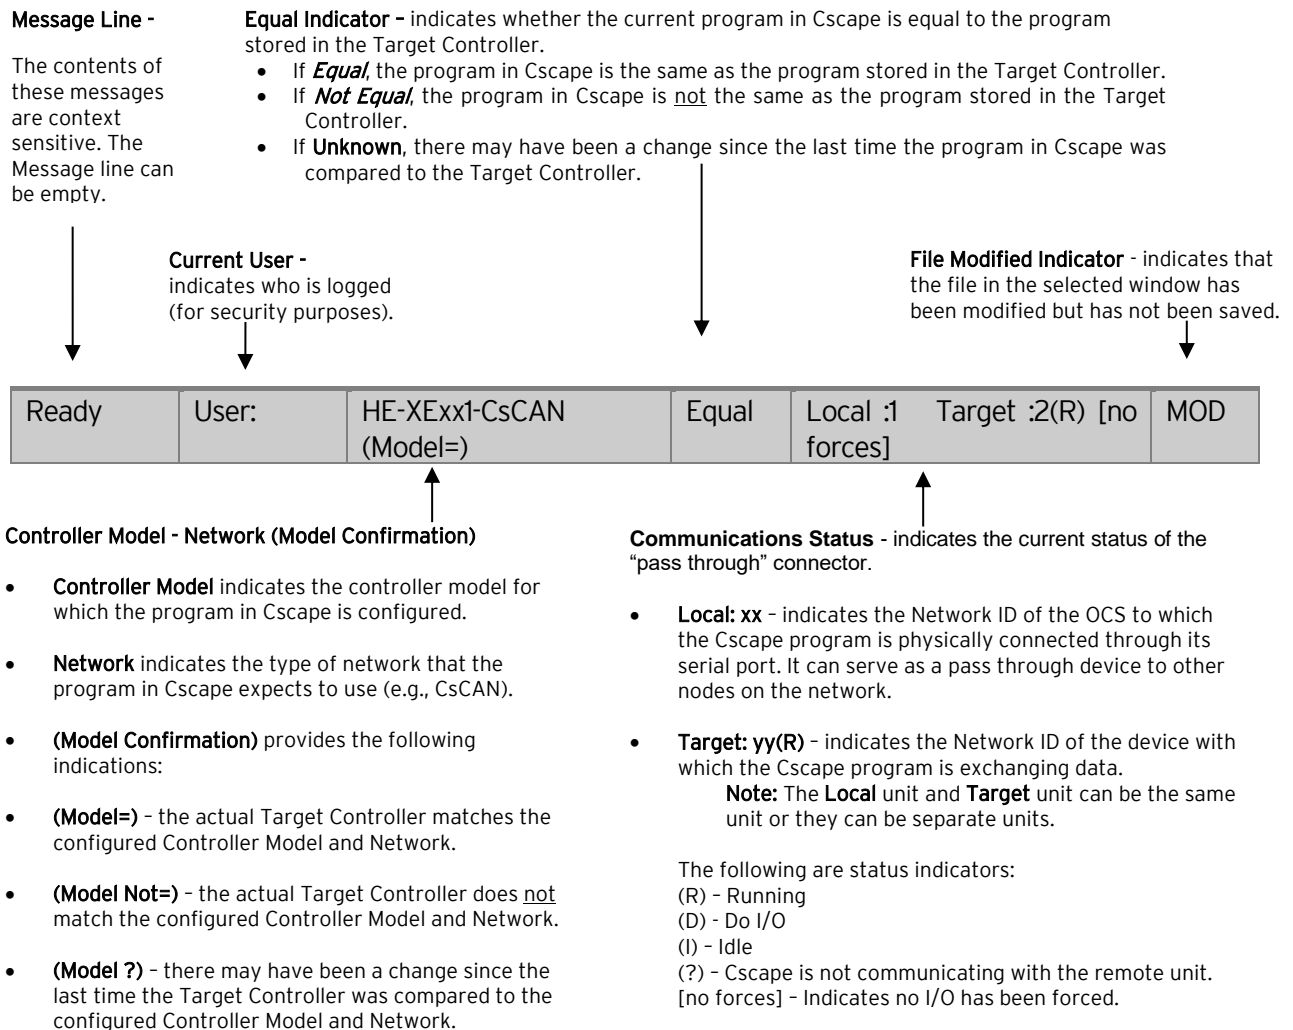 Message Line -
The contents of
these messages
are context
sensitive. The
Message line can
be empty.
Equal Indicator – indicates whether the current program in Cscape is equal to the program
stored in the Target Controller.
• If Equal, the program in Cscape is the same as the program stored in the Target Controller.
• If Not Equal, the program in Cscape is not the same as the program stored in the Target
Controller.
• If Unknown, there may have been a change since the last time the program in Cscape was
compared to the Target Controller.
Current User -
indicates who is logged
(for security purposes).
File Modified Indicator - indicates that
the file in the selected window has
been modified but has not been saved.
Ready User: HE-XExx1-CsCAN Equal Local :1 Target :2(R) [no MOD
(Model=) forces]
Controller Model - Network (Model Confirmation)
• Controller Model indicates the controller model for
which the program in Cscape is configured.
• Network indicates the type of network that the
program in Cscape expects to use (e.g., CsCAN).
• (Model Confirmation) provides the following
indications:
• (Model=) – the actual Target Controller matches the
configured Controller Model and Network.
• (Model Not=) – the actual Target Controller does not
match the configured Controller Model and Network.
• (Model ?) – there may have been a change since the
last time the Target Controller was compared to the
configured Controller Model and Network.
Communications Status - indicates the current status of the
“pass through” connector.
• Local: xx – indicates the Network ID of the OCS to which
the Cscape program is physically connected through its
serial port. It can serve as a pass through device to other
nodes on the network.
• Target: yy(R) – indicates the Network ID of the device with
which the Cscape program is exchanging data.
Note: The Local unit and Target unit can be the same
unit or they can be separate units.
The following are status indicators:
(R) – Running
(D) - Do I/O
(I) – Idle
(?) – Cscape is not communicating with the remote unit.
[no forces] – Indicates no I/O has been forced.